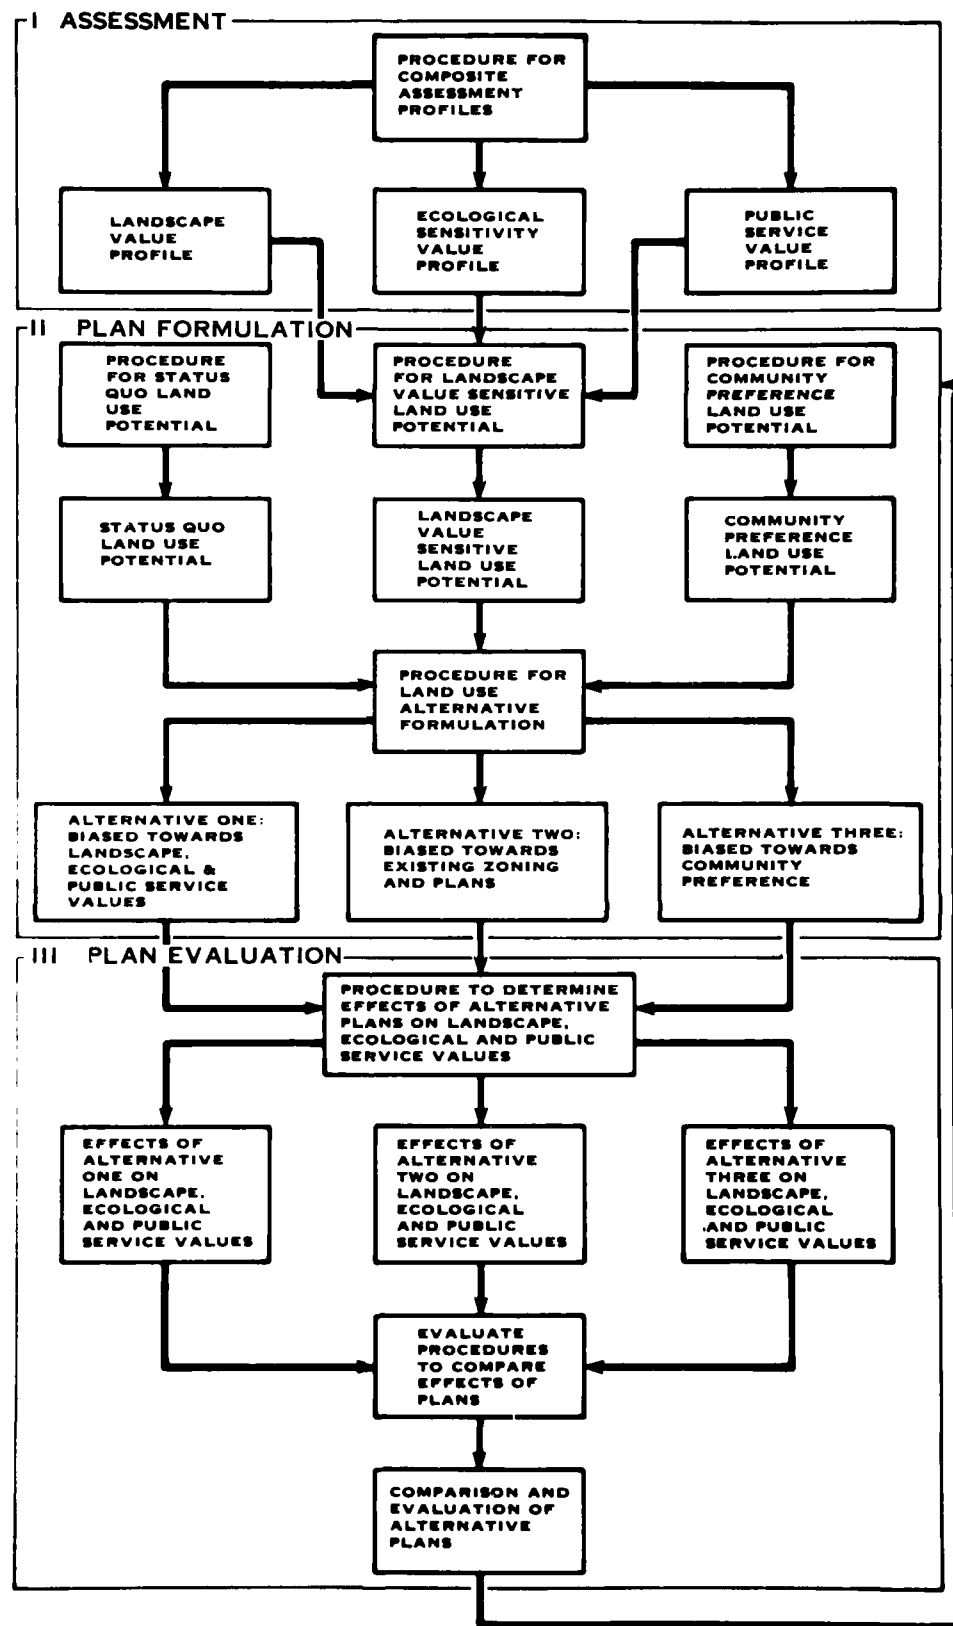 I ASSESSMENT
PROCEDURE FOR
COMPOSITE
ASSESSMENT
PROFILES
LANDSCAPE
VALUE
PROFILE
ECOLOGICAL
SENSITIVITY
VALUE
PROFILE
PUBLIC
SERVICE
VALUE
PROFILE
II PLAN FORMULATION
PROCEDURE
FOR STATUS
QUO LAND
USE
POTENTIAL
PROCEDURE
FOR LANDSCAPE
VALUE SENSITIVE
LAND USE
POTENTIAL
PROCEDURE FOR
COMMUNITY
PREFERENCE
LAND USE
POTENTIAL
STATUS QUO
LAND USE
POTENTIAL
LANDSCAPE
VALUE
SENSITIVE
LAND USE
POTENTIAL
COMMUNITY
PREFERENCE
LAND USE
POTENTIAL
PROCEDURE FOR
LAND USE
ALTERNATIVE
FORMULATION
ALTERNATIVE ONE:
BIASED TOWARDS
LANDSCAPE,
ECOLOGICAL &
PUBLIC SERVICE
VALUES
ALTERNATIVE TWO:
BIASED TOWARDS
EXISTING ZONING
AND PLANS
ALTERNATIVE THREE:
BIASED TOWARDS
COMMUNITY
PREFERENCE
III PLAN EVALUATION
PROCEDURE TO DETERMINE
EFFECTS OF ALTERNATIVE
PLANS ON LANDSCAPE,
ECOLOGICAL AND PUBLIC
SERVICE VALUES
EFFECTS OF
ALTERNATIVE
ONE ON
LANDSCAPE,
ECOLOGICAL
AND PUBLIC
SERVICE VALUES
EFFECTS OF
ALTERNATIVE
TWO ON
LANDSCAPE,
ECOLOGICAL
AND PUBLIC
SERVICE VALUES
EFFECTS OF
ALTERNATIVE
THREE ON
LANDSCAPE,
ECOLOGICAL
AND PUBLIC
SERVICE VALUES
EVALUATE
PROCEDURES
TO COMPARE
EFFECTS OF
PLANS
COMPARISON AND
EVALUATION OF
ALTERNATIVE
PLANS